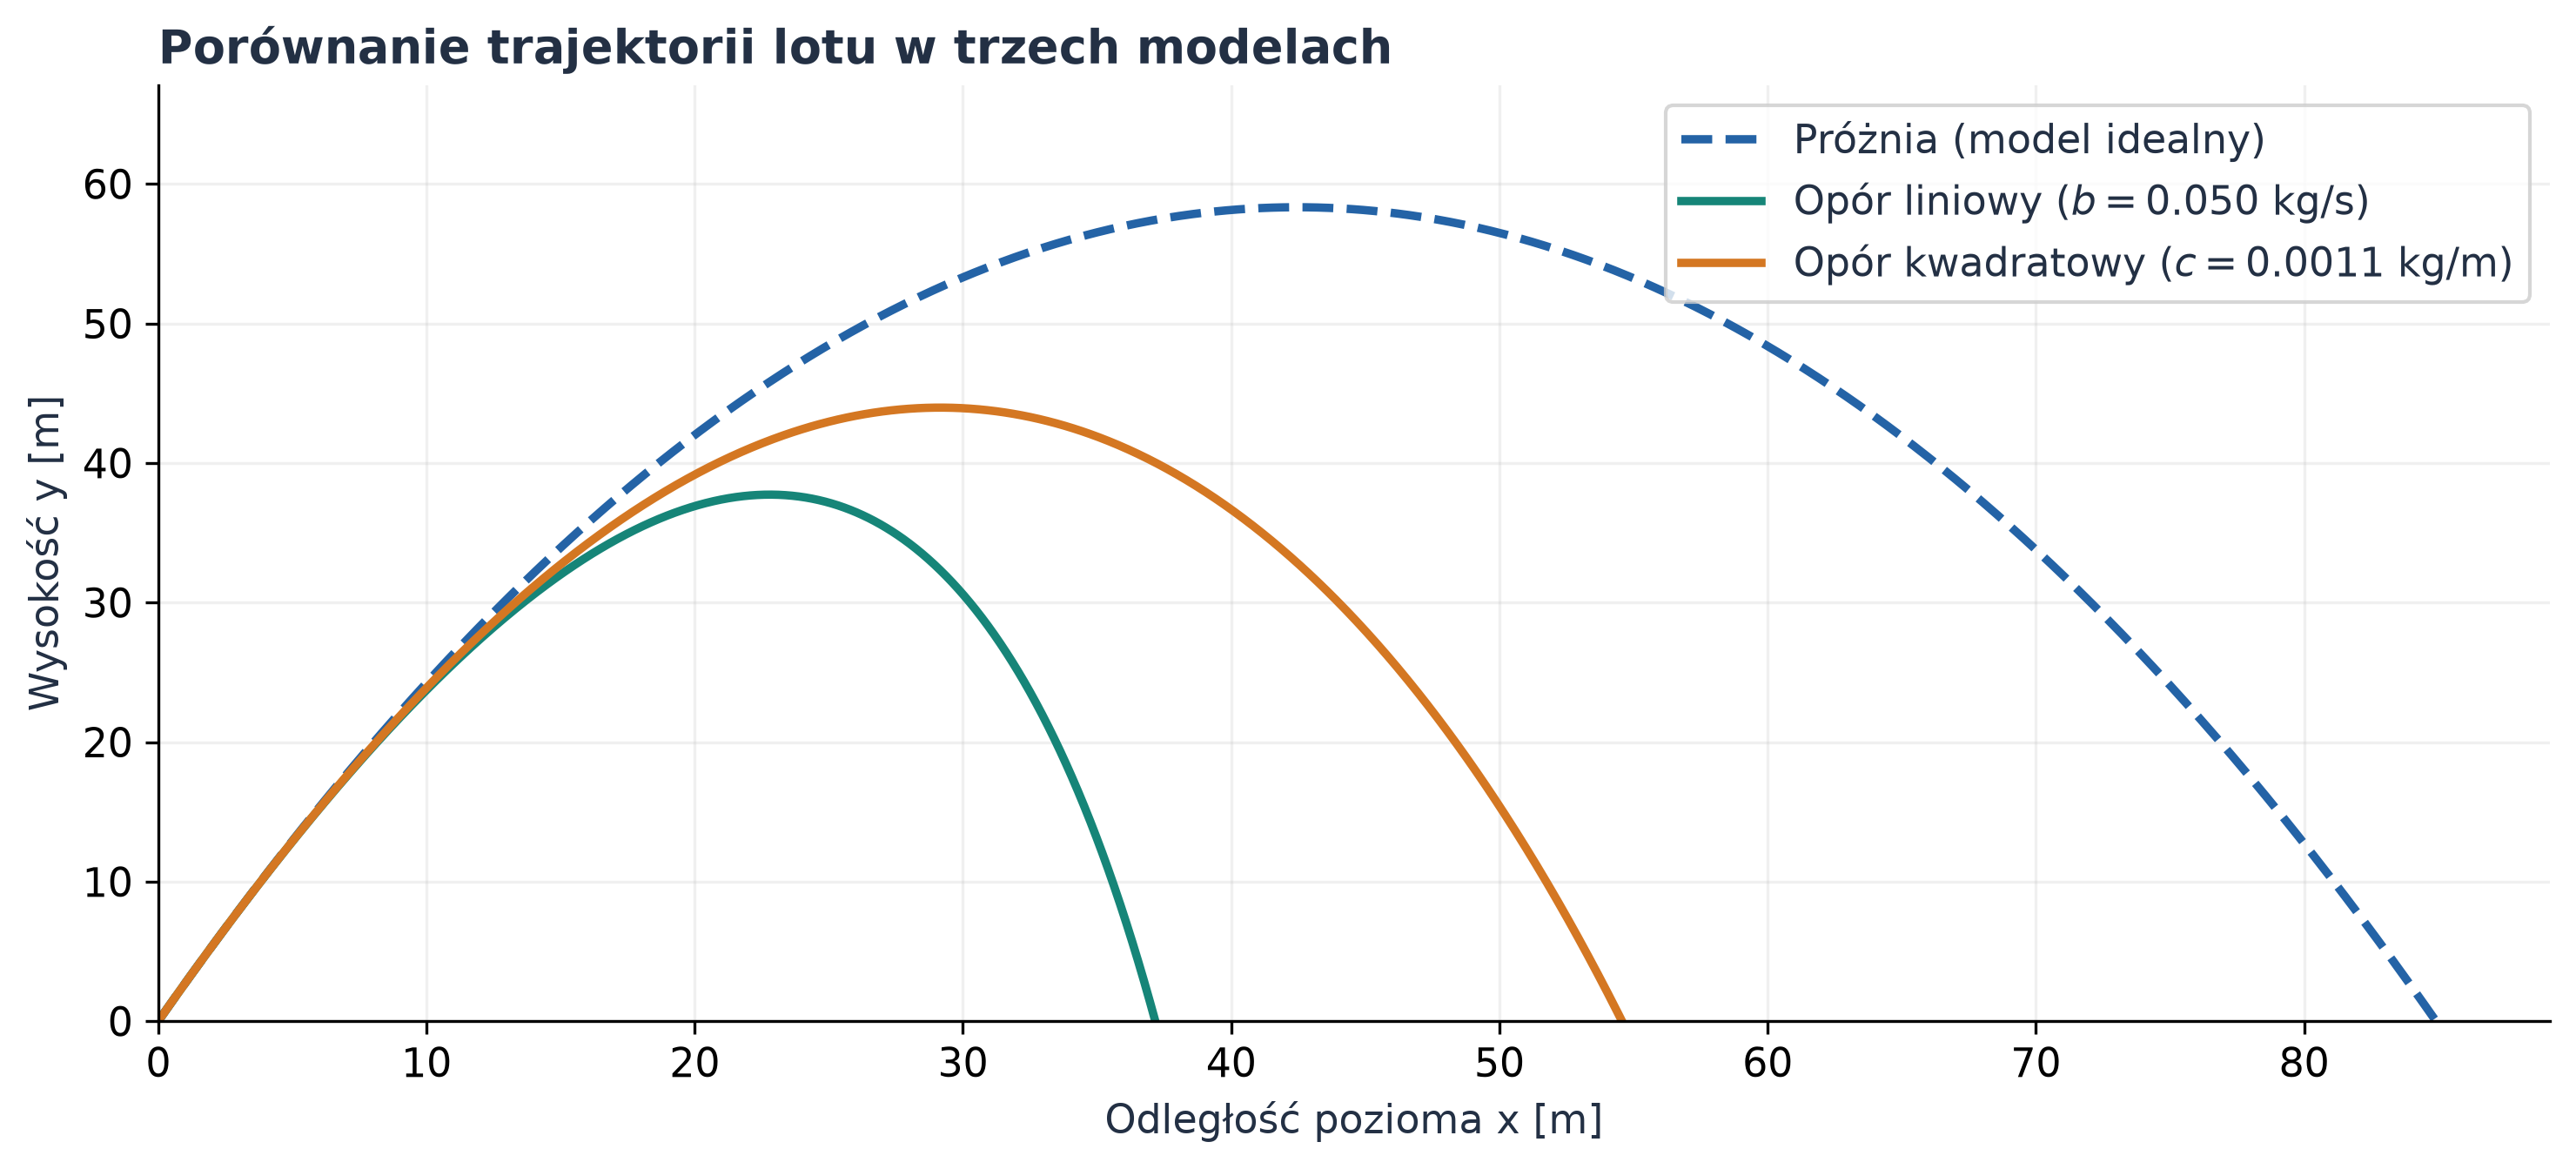 Porównanie trajektorii lotu w trzech modelach
Próżnia (model idealny)
Opór liniowy (b = 0.050 kg/s)
Opór kwadratowy (c = 0.0011 kg/m)
Wysokość y [m]
60
50
40
30
20
10
0
0 10 20 30 40 50 60 70 80
Odległość pozioma x [m]